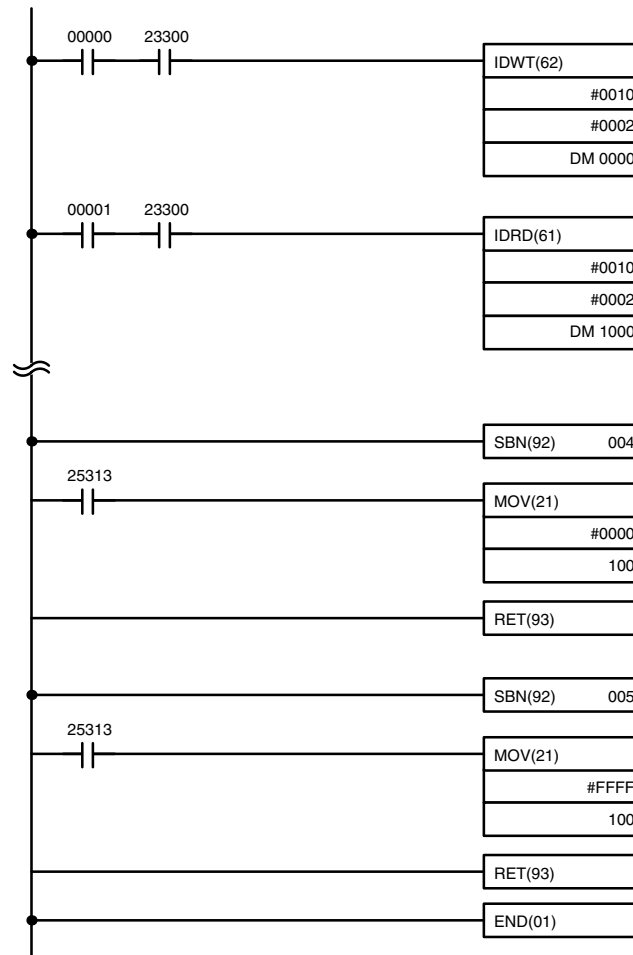 00000 23300
IDWT(62)
#0010
#0002
DM 0000
00001 23300
IDRD(61)
#0010
#0002
DM 1000
SBN(92) 004
25313
MOV(21)
#0000
100
RET(93)
SBN(92) 005
25313
MOV(21)
#FFFF
100
RET(93)
END(01)